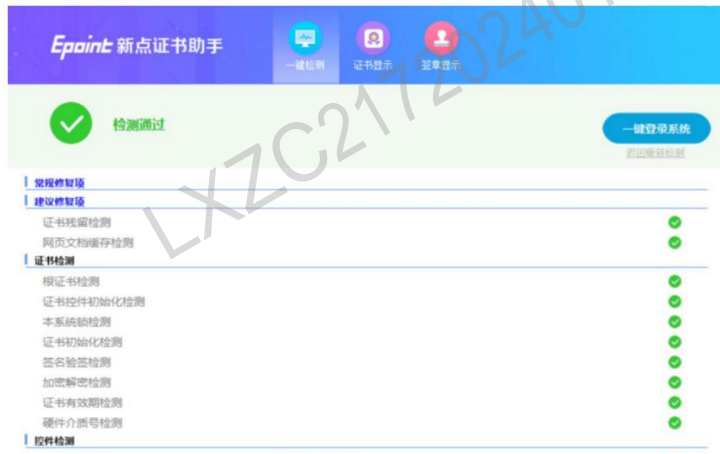 Epoint 新点证书助手
一键检测 证书显示 签章显示
检测通过
一键登录系统
返回重新检测
常规修复项
建议修复项
证书残留检测
网页文档缓存检测
证书检测
根证书检测
证书控件初始化检测
本系统锁检测
证书初始化检测
签名验签检测
加密解密检测
证书有效期检测
硬件介质号检测
控件检测